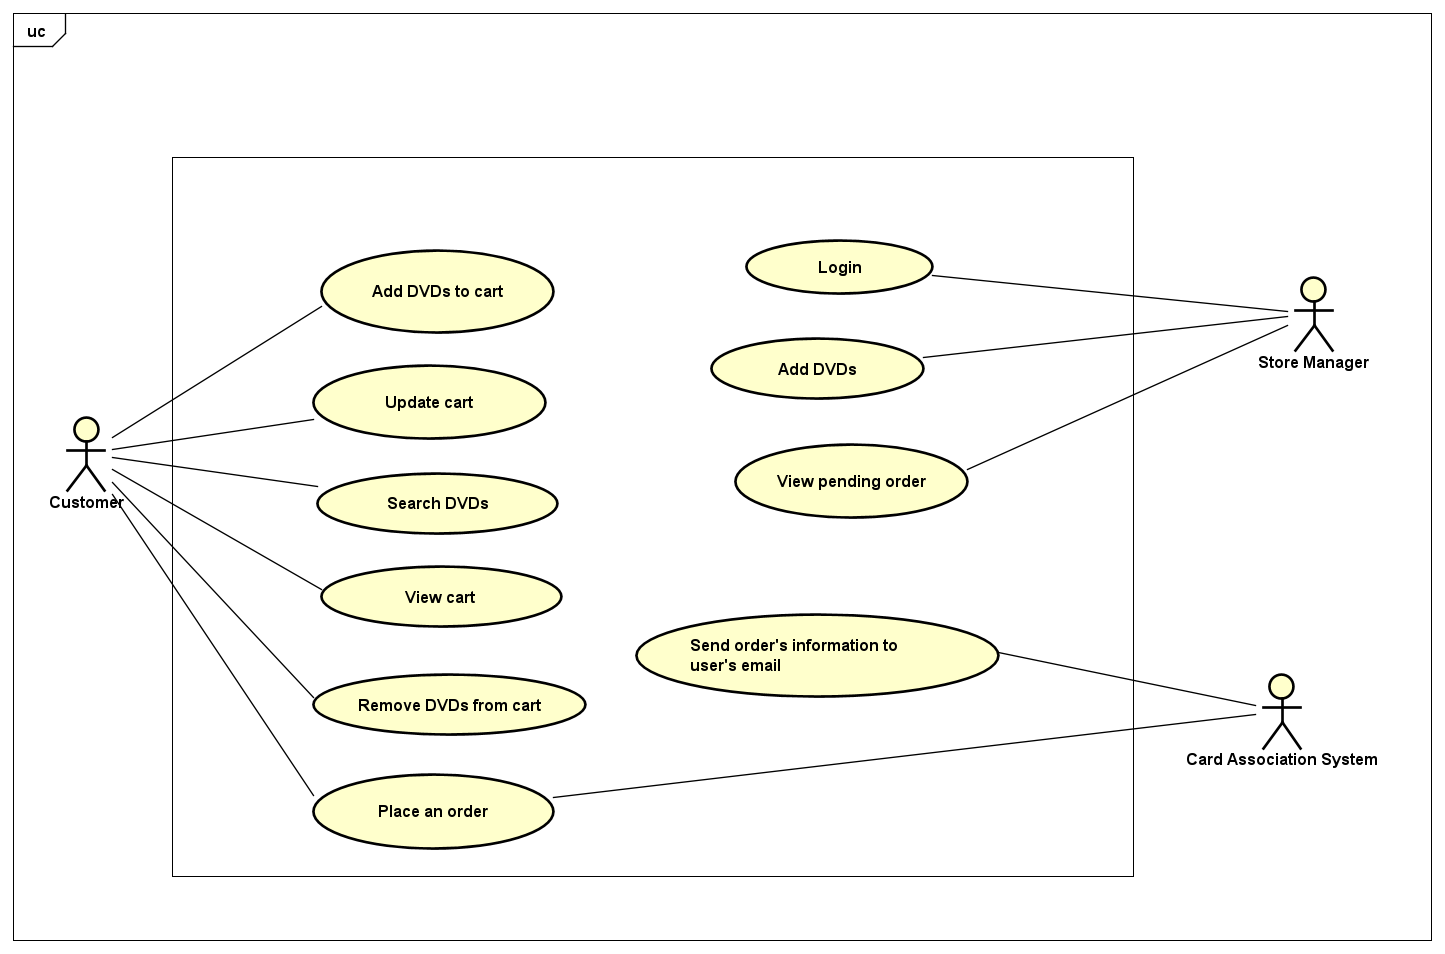 uc
Add DVDs to cart
Update cart
Search DVDs
View cart
Remove DVDs from cart
Place an order
Customer
Login
Add DVDs
View pending order
Send order's information to
user's email
Store Manager
Card Association System